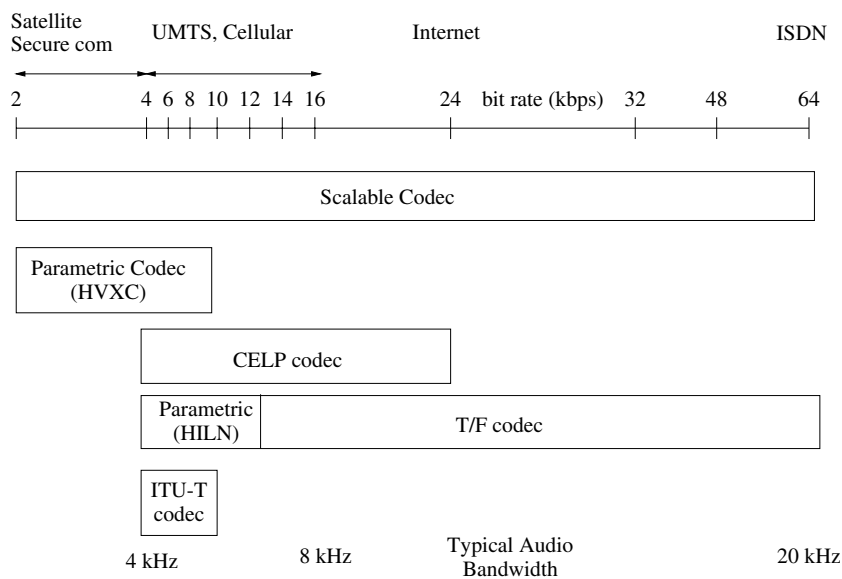 Satellite
Secure com
UMTS, Cellular
Internet
ISDN
2 4 6 8 10 12 14 16 24 bit rate (kbps) 32 48 64
Scalable Codec
Parametric Codec
(HVXC)
CELP codec
Parametric
(HILN)
T/F codec
ITU-T
codec
4 kHz
8 kHz
Typical Audio
Bandwidth
20 kHz